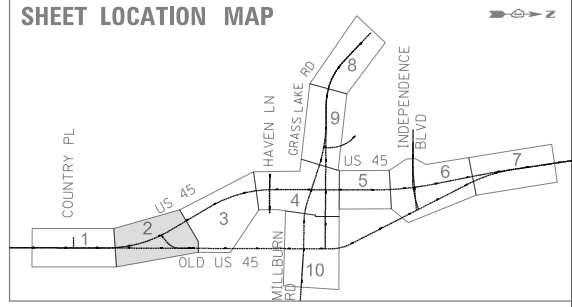 SHEET LOCATION MAP
N
8
GRASS LAKE RD
INDEPENDENCE
BLVD
9
HAVEN LN
US 45
7
COUNTRY PL
5
6
US 45
4
3
2
1
OLD US 45
MILLBURN
RD
10